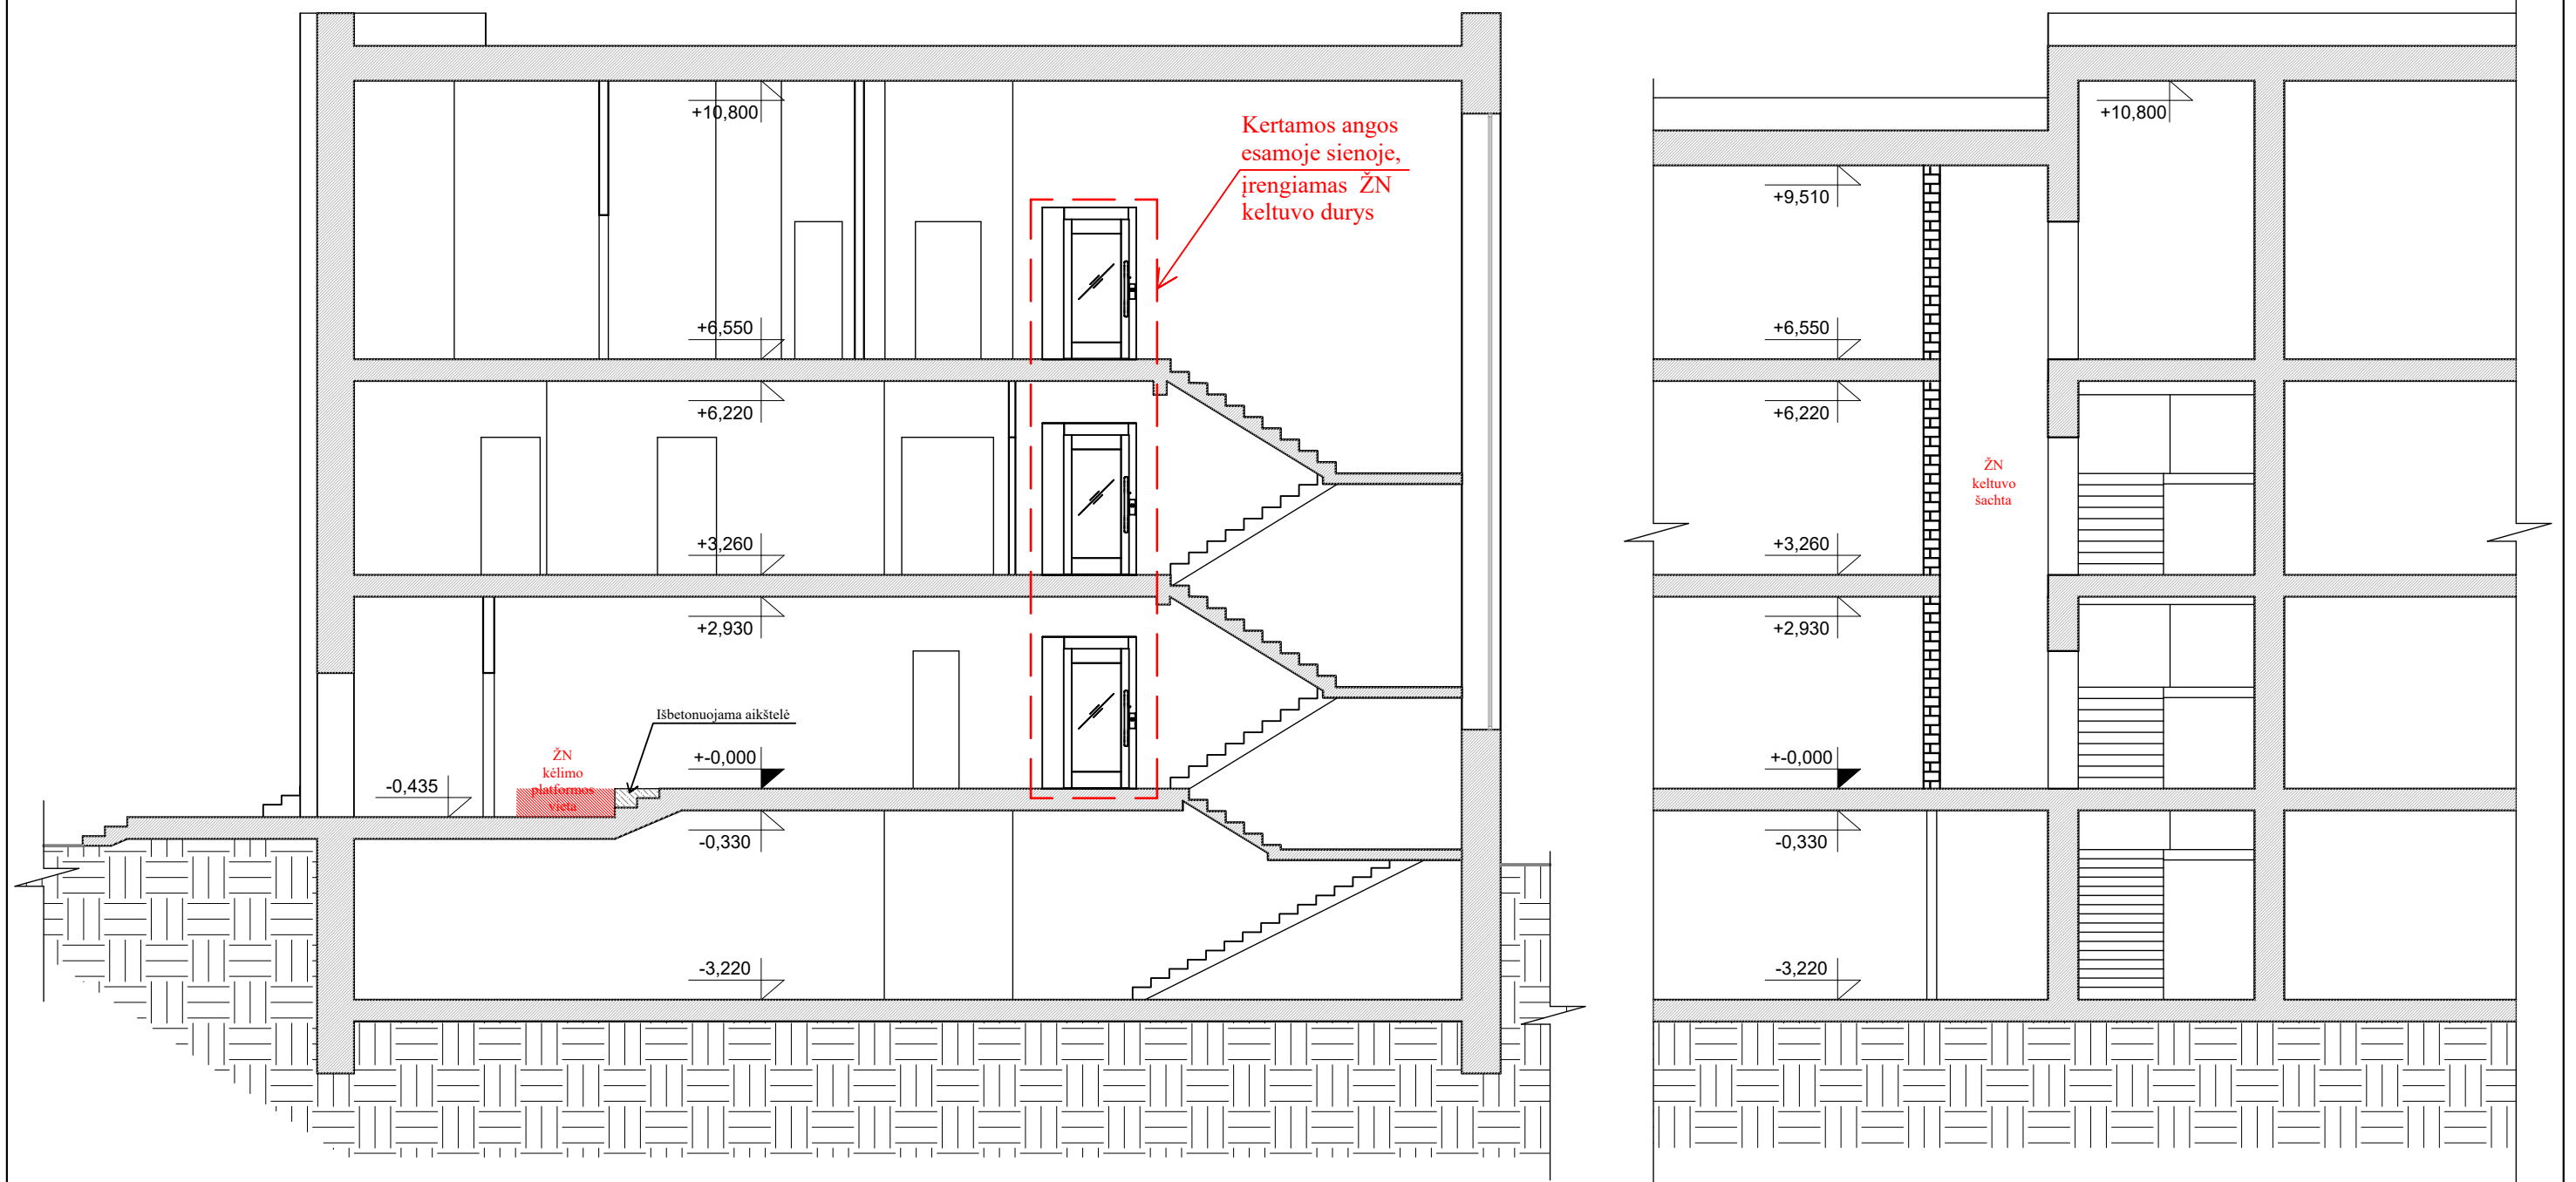 +10,800
Kertamos angos
esamoje sienoje,
įrengiamas ŽN
keltuvo durys
+6,550
+6,220
+3,260
+2,930
Išbetonuojama aikštelė
ŽN
kėlimo
platformos
vieta
+-0,000
-0,435
-0,330
-3,220
+10,800
+9,510
+6,550
+6,220
ŽN
keltuvo
šachta
+3,260
+2,930
+-0,000
-0,330
-3,220